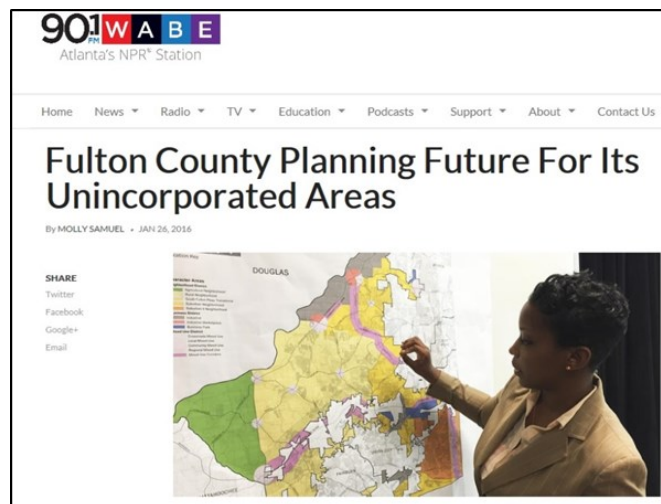 90.1 WABE
FM
Atlanta's NPR® Station
Home News Radio TV Education Podcasts Support About Contact Us
Fulton County Planning Future For Its
Unincorporated Areas
By MOLLY SAMUEL • JAN 26, 2016
SHARE
Twitter
Facebook
Google+
Email
DOUGLAS